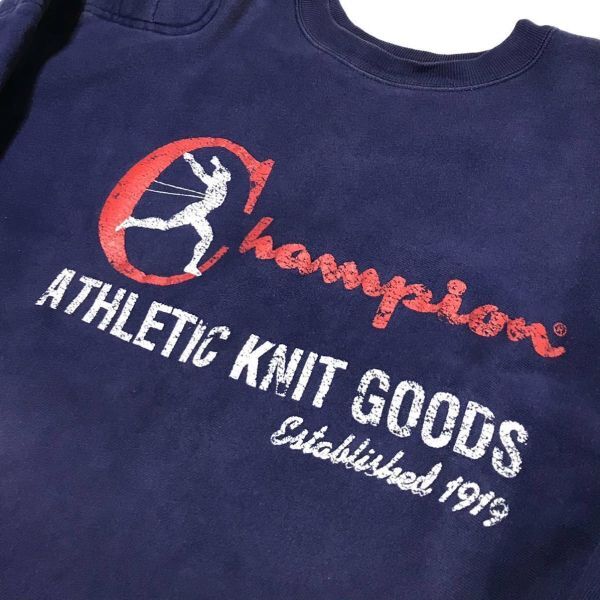 Champion®
ATHLETIC KNIT GOODS
Established 1919